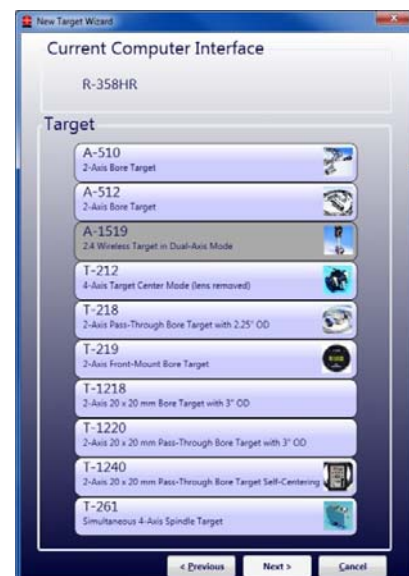 New Target Wizard
Current Computer Interface
R-358HR
Target
A-510
2-Axis Bore Target
A-512
2-Axis Bore Target
A-1519
2.4 Wireless Target in Dual-Axis Mode
T-212
4-Axis Target Center Mode (lens removed)
T-218
2-Axis Pass-Through Bore Target with 2.25" OD
T-219
2-Axis Front-Mount Bore Target
T-1218
2-Axis 20 x 20 mm Bore Target with 3" OD
T-1220
2-Axis 20 x 20 mm Pass-Through Bore Target with 3" OD
T-1240
2-Axis 20 x 20 mm Pass-Through Bore Target Self-Centering
T-261
Simultaneous 4-Axis Spindle Target
< Previous Next > Cancel